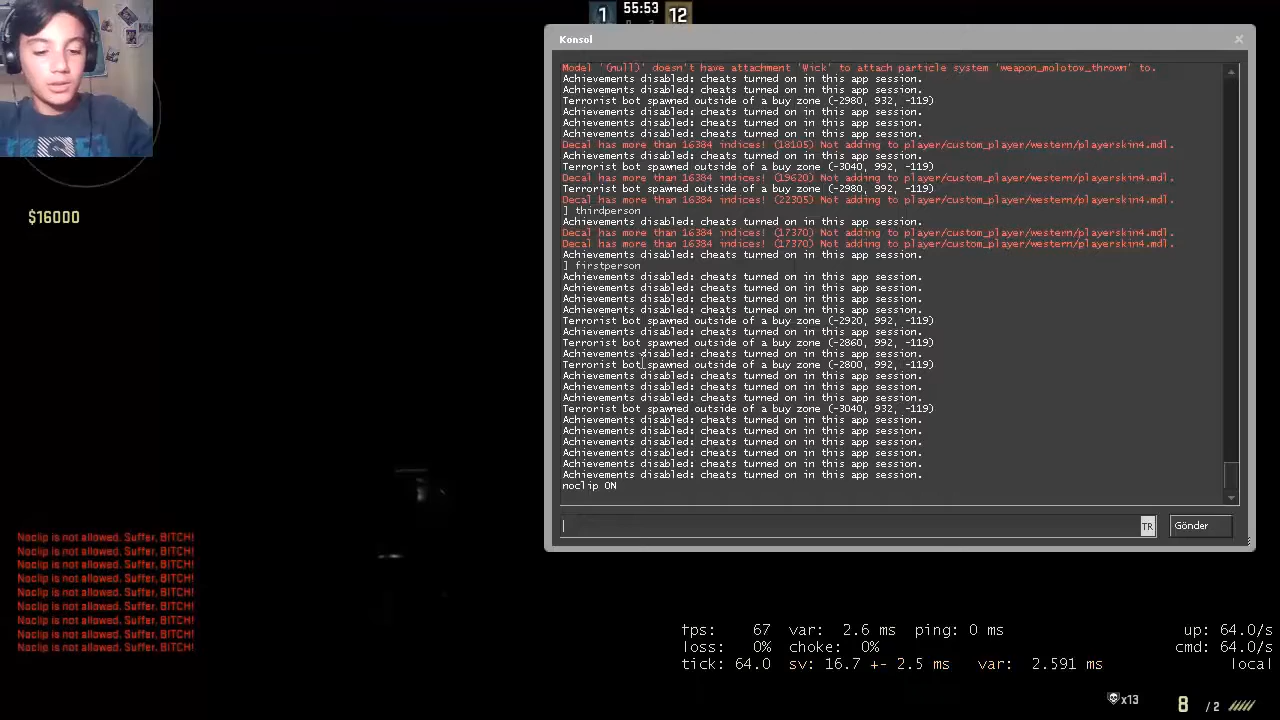 1 55:53 12
Konsol
Model '(null)' doesn't have attachment 'Wick' to attach particle system 'weapon_molotov_thrown' to.
Achievements disabled: cheats turned on in this app session.
Achievements disabled: cheats turned on in this app session.
Terrorist bot spawned outside of a buy zone (-2980, 932, -119)
Achievements disabled: cheats turned on in this app session.
Achievements disabled: cheats turned on in this app session.
Achievements disabled: cheats turned on in this app session.
Decal has more than 16384 indices! (18105) Not adding to player/custom_player/western/playerskin4.mdl.
Achievements disabled: cheats turned on in this app session.
Terrorist bot spawned outside of a buy zone (-3040, 992, -119)
Decal has more than 16384 indices! (19620) Not adding to player/custom_player/western/playerskin4.mdl.
Terrorist bot spawned outside of a buy zone (-2980, 992, -119)
Decal has more than 16384 indices! (22305) Not adding to player/custom_player/western/playerskin4.mdl.
] thirdperson
Achievements disabled: cheats turned on in this app session.
Decal has more than 16384 indices! (17370) Not adding to player/custom_player/western/playerskin4.mdl.
Decal has more than 16384 indices! (17370) Not adding to player/custom_player/western/playerskin4.mdl.
Achievements disabled: cheats turned on in this app session.
] firstperson
Achievements disabled: cheats turned on in this app session.
Achievements disabled: cheats turned on in this app session.
Achievements disabled: cheats turned on in this app session.
Achievements disabled: cheats turned on in this app session.
Terrorist bot spawned outside of a buy zone (-2920, 992, -119)
Achievements disabled: cheats turned on in this app session.
Terrorist bot spawned outside of a buy zone (-2860, 992, -119)
Achievements disabled: cheats turned on in this app session.
Terrorist bot spawned outside of a buy zone (-2800, 992, -119)
Achievements disabled: cheats turned on in this app session.
Achievements disabled: cheats turned on in this app session.
Achievements disabled: cheats turned on in this app session.
Terrorist bot spawned outside of a buy zone (-3040, 932, -119)
Achievements disabled: cheats turned on in this app session.
Achievements disabled: cheats turned on in this app session.
Achievements disabled: cheats turned on in this app session.
Achievements disabled: cheats turned on in this app session.
Achievements disabled: cheats turned on in this app session.
Achievements disabled: cheats turned on in this app session.
noclip ON
TR Gönder
$16000
Noclip is not allowed. Suffer, BITCH!
Noclip is not allowed. Suffer, BITCH!
Noclip is not allowed. Suffer, BITCH!
Noclip is not allowed. Suffer, BITCH!
Noclip is not allowed. Suffer, BITCH!
Noclip is not allowed. Suffer, BITCH!
Noclip is not allowed. Suffer, BITCH!
Noclip is not allowed. Suffer, BITCH!
Noclip is not allowed. Suffer, BITCH!
tps: 67 var: 2.6 ms ping: 0 ms up: 64.0/s
loss: 0% choke: 0% cmd: 64.0/s
tick: 64.0 sv: 16.7 +- 2.5 ms var: 2.591 ms local
x13 8 / 2